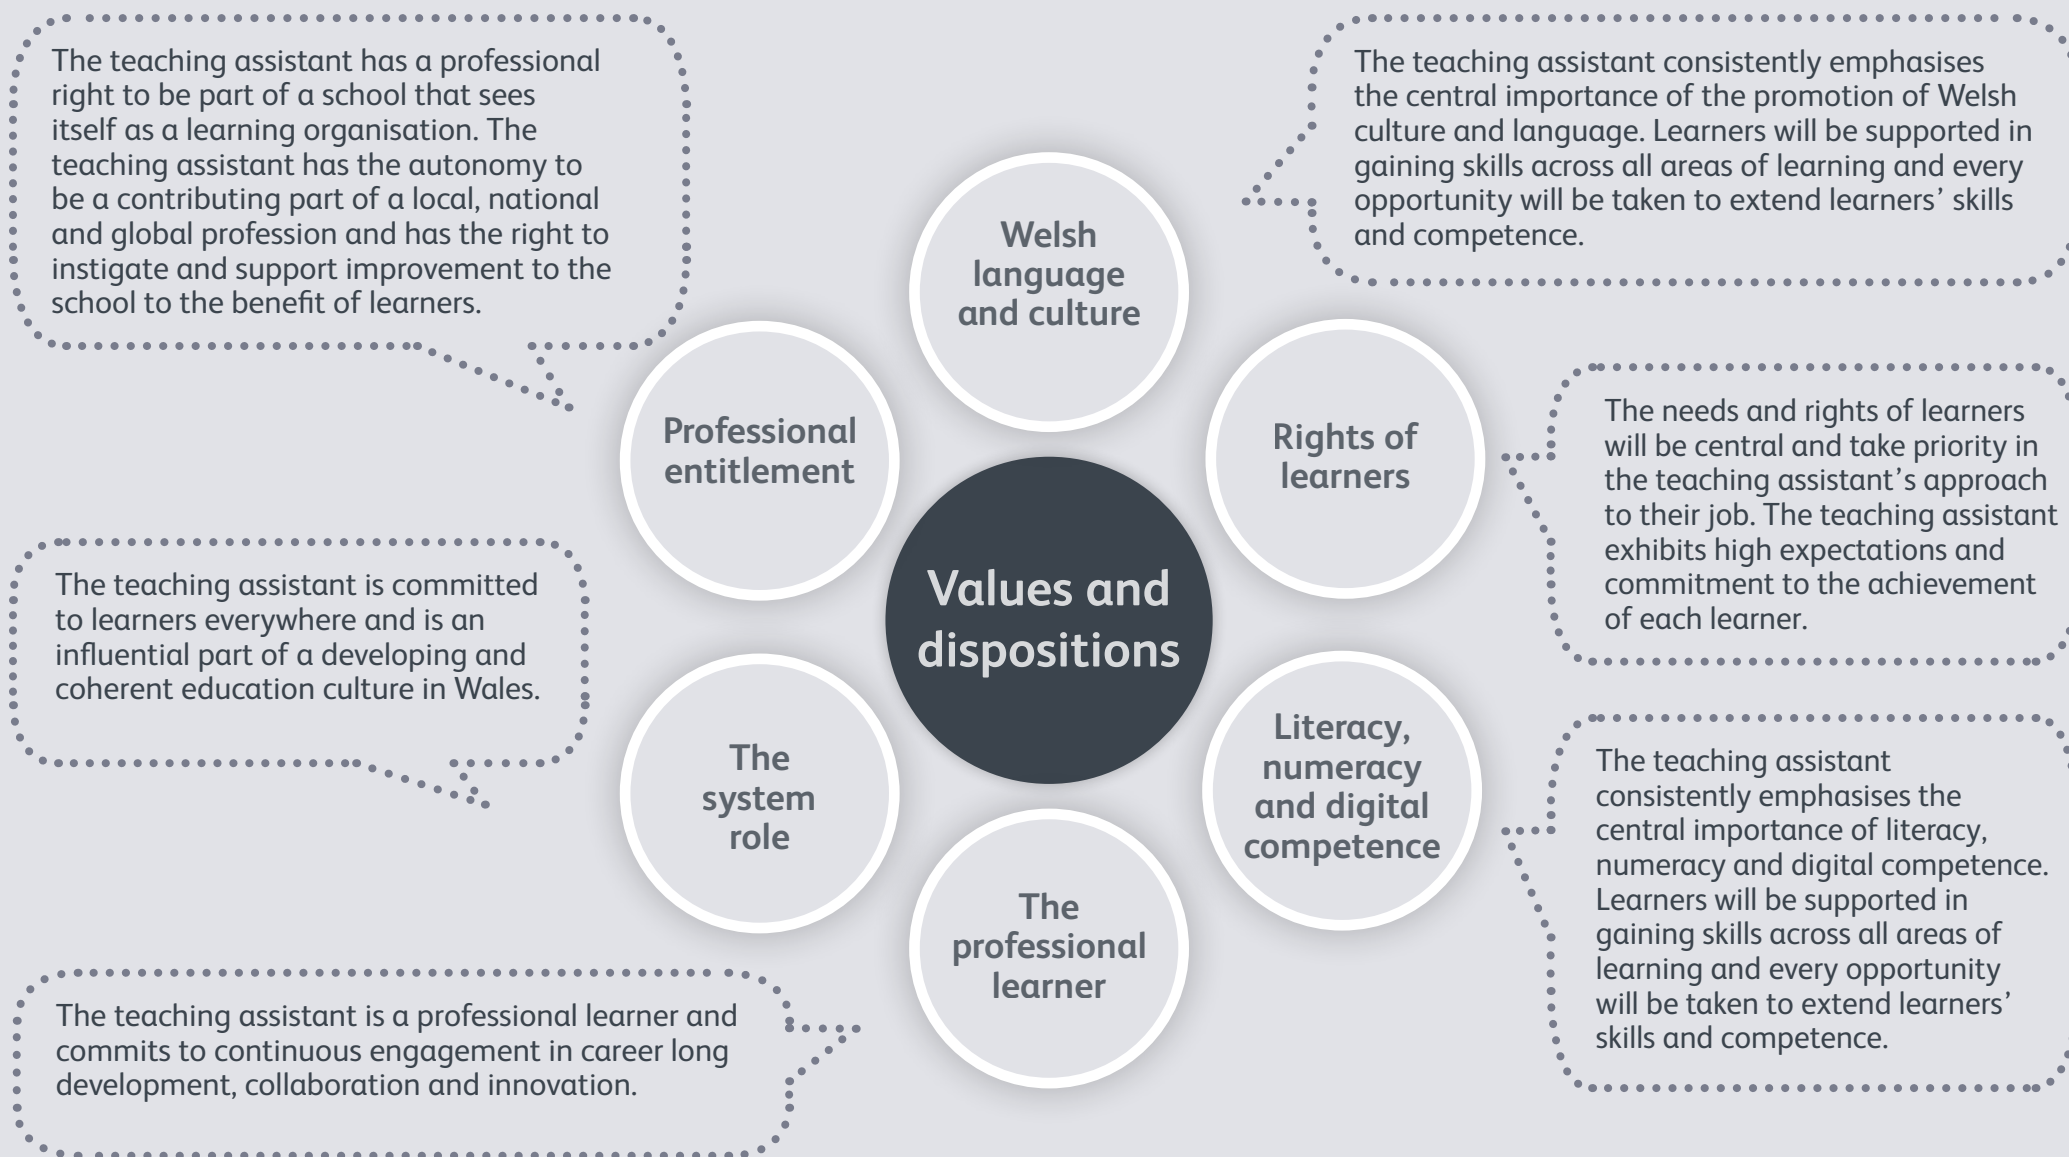 The teaching assistant has a professional
right to be part of a school that sees
itself as a learning organisation. The
teaching assistant has the autonomy to
be a contributing part of a local, national
and global profession and has the right to
instigate and support improvement to the
school to the benefit of learners.
The teaching assistant consistently emphasises
the central importance of the promotion of Welsh
culture and language. Learners will be supported in
gaining skills across all areas of learning and every
opportunity will be taken to extend learners’ skills
and competence.
Welsh
language
and culture
Professional
entitlement
Rights of
learners
The needs and rights of learners
will be central and take priority in
the teaching assistant’s approach
to their job. The teaching assistant
exhibits high expectations and
commitment to the achievement
of each learner.
Values and
dispositions
The teaching assistant is committed
to learners everywhere and is an
influential part of a developing and
coherent education culture in Wales.
The
system
role
Literacy,
numeracy
and digital
competence
The teaching assistant
consistently emphasises the
central importance of literacy,
numeracy and digital competence.
Learners will be supported in
gaining skills across all areas of
learning and every opportunity
will be taken to extend learners’
skills and competence.
The
professional
learner
The teaching assistant is a professional learner and
commits to continuous engagement in career long
development, collaboration and innovation.